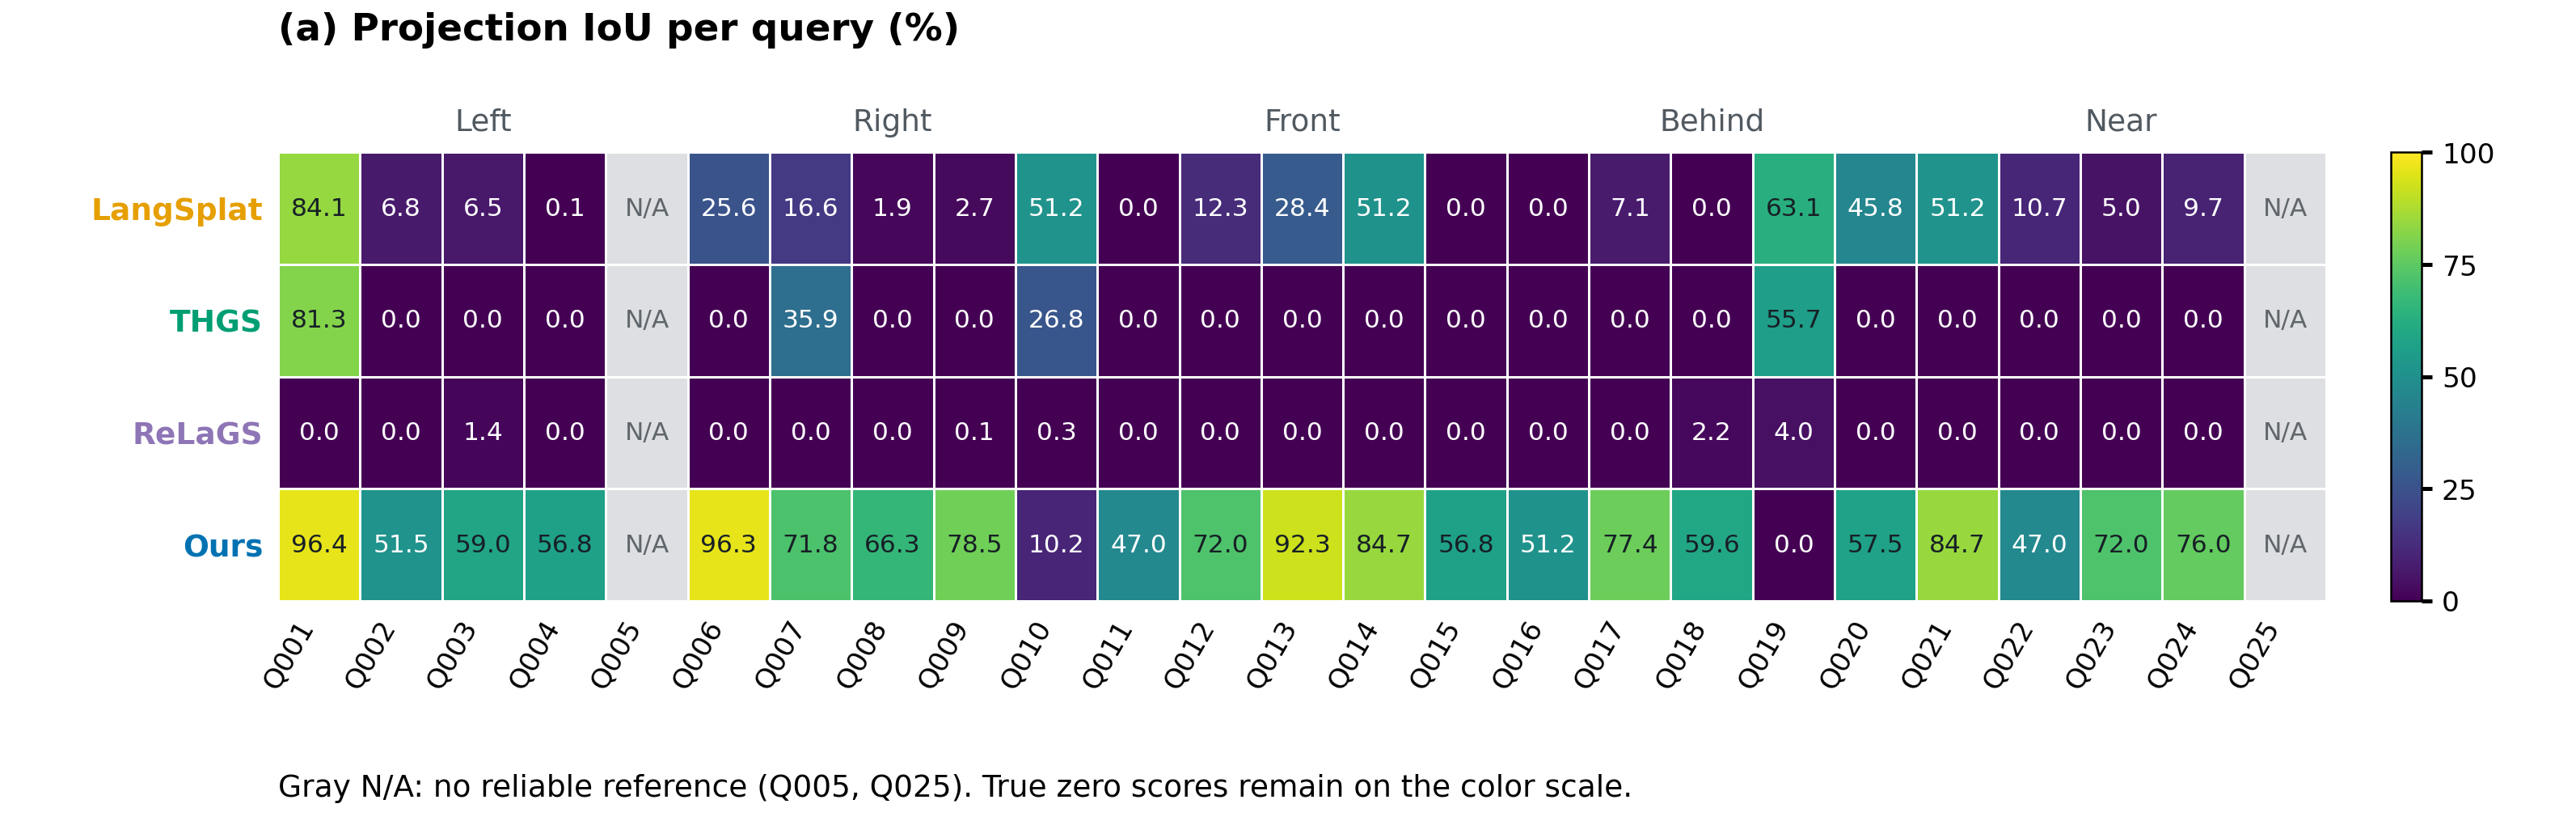 (a) Projection IoU per query (%)
Left Right Front Behind Near
LangSplat 84.1 6.8 6.5 0.1 N/A 25.6 16.6 1.9 2.7 51.2 0.0 12.3 28.4 51.2 0.0 0.0 7.1 0.0 63.1 45.8 51.2 10.7 5.0 9.7 N/A
THGS 81.3 0.0 0.0 0.0 N/A 0.0 35.9 0.0 0.0 26.8 0.0 0.0 0.0 0.0 0.0 0.0 0.0 0.0 55.7 0.0 0.0 0.0 0.0 0.0 N/A
ReLaGS 0.0 0.0 1.4 0.0 N/A 0.0 0.0 0.0 0.1 0.3 0.0 0.0 0.0 0.0 0.0 0.0 0.0 2.2 4.0 0.0 0.0 0.0 0.0 0.0 N/A
Ours 96.4 51.5 59.0 56.8 N/A 96.3 71.8 66.3 78.5 10.2 47.0 72.0 92.3 84.7 56.8 51.2 77.4 59.6 0.0 57.5 84.7 47.0 72.0 76.0 N/A
Q001 Q002 Q003 Q004 Q005 Q006 Q007 Q008 Q009 Q010 Q011 Q012 Q013 Q014 Q015 Q016 Q017 Q018 Q019 Q020 Q021 Q022 Q023 Q024 Q025
100
75
50
25
0
Gray N/A: no reliable reference (Q005, Q025). True zero scores remain on the color scale.